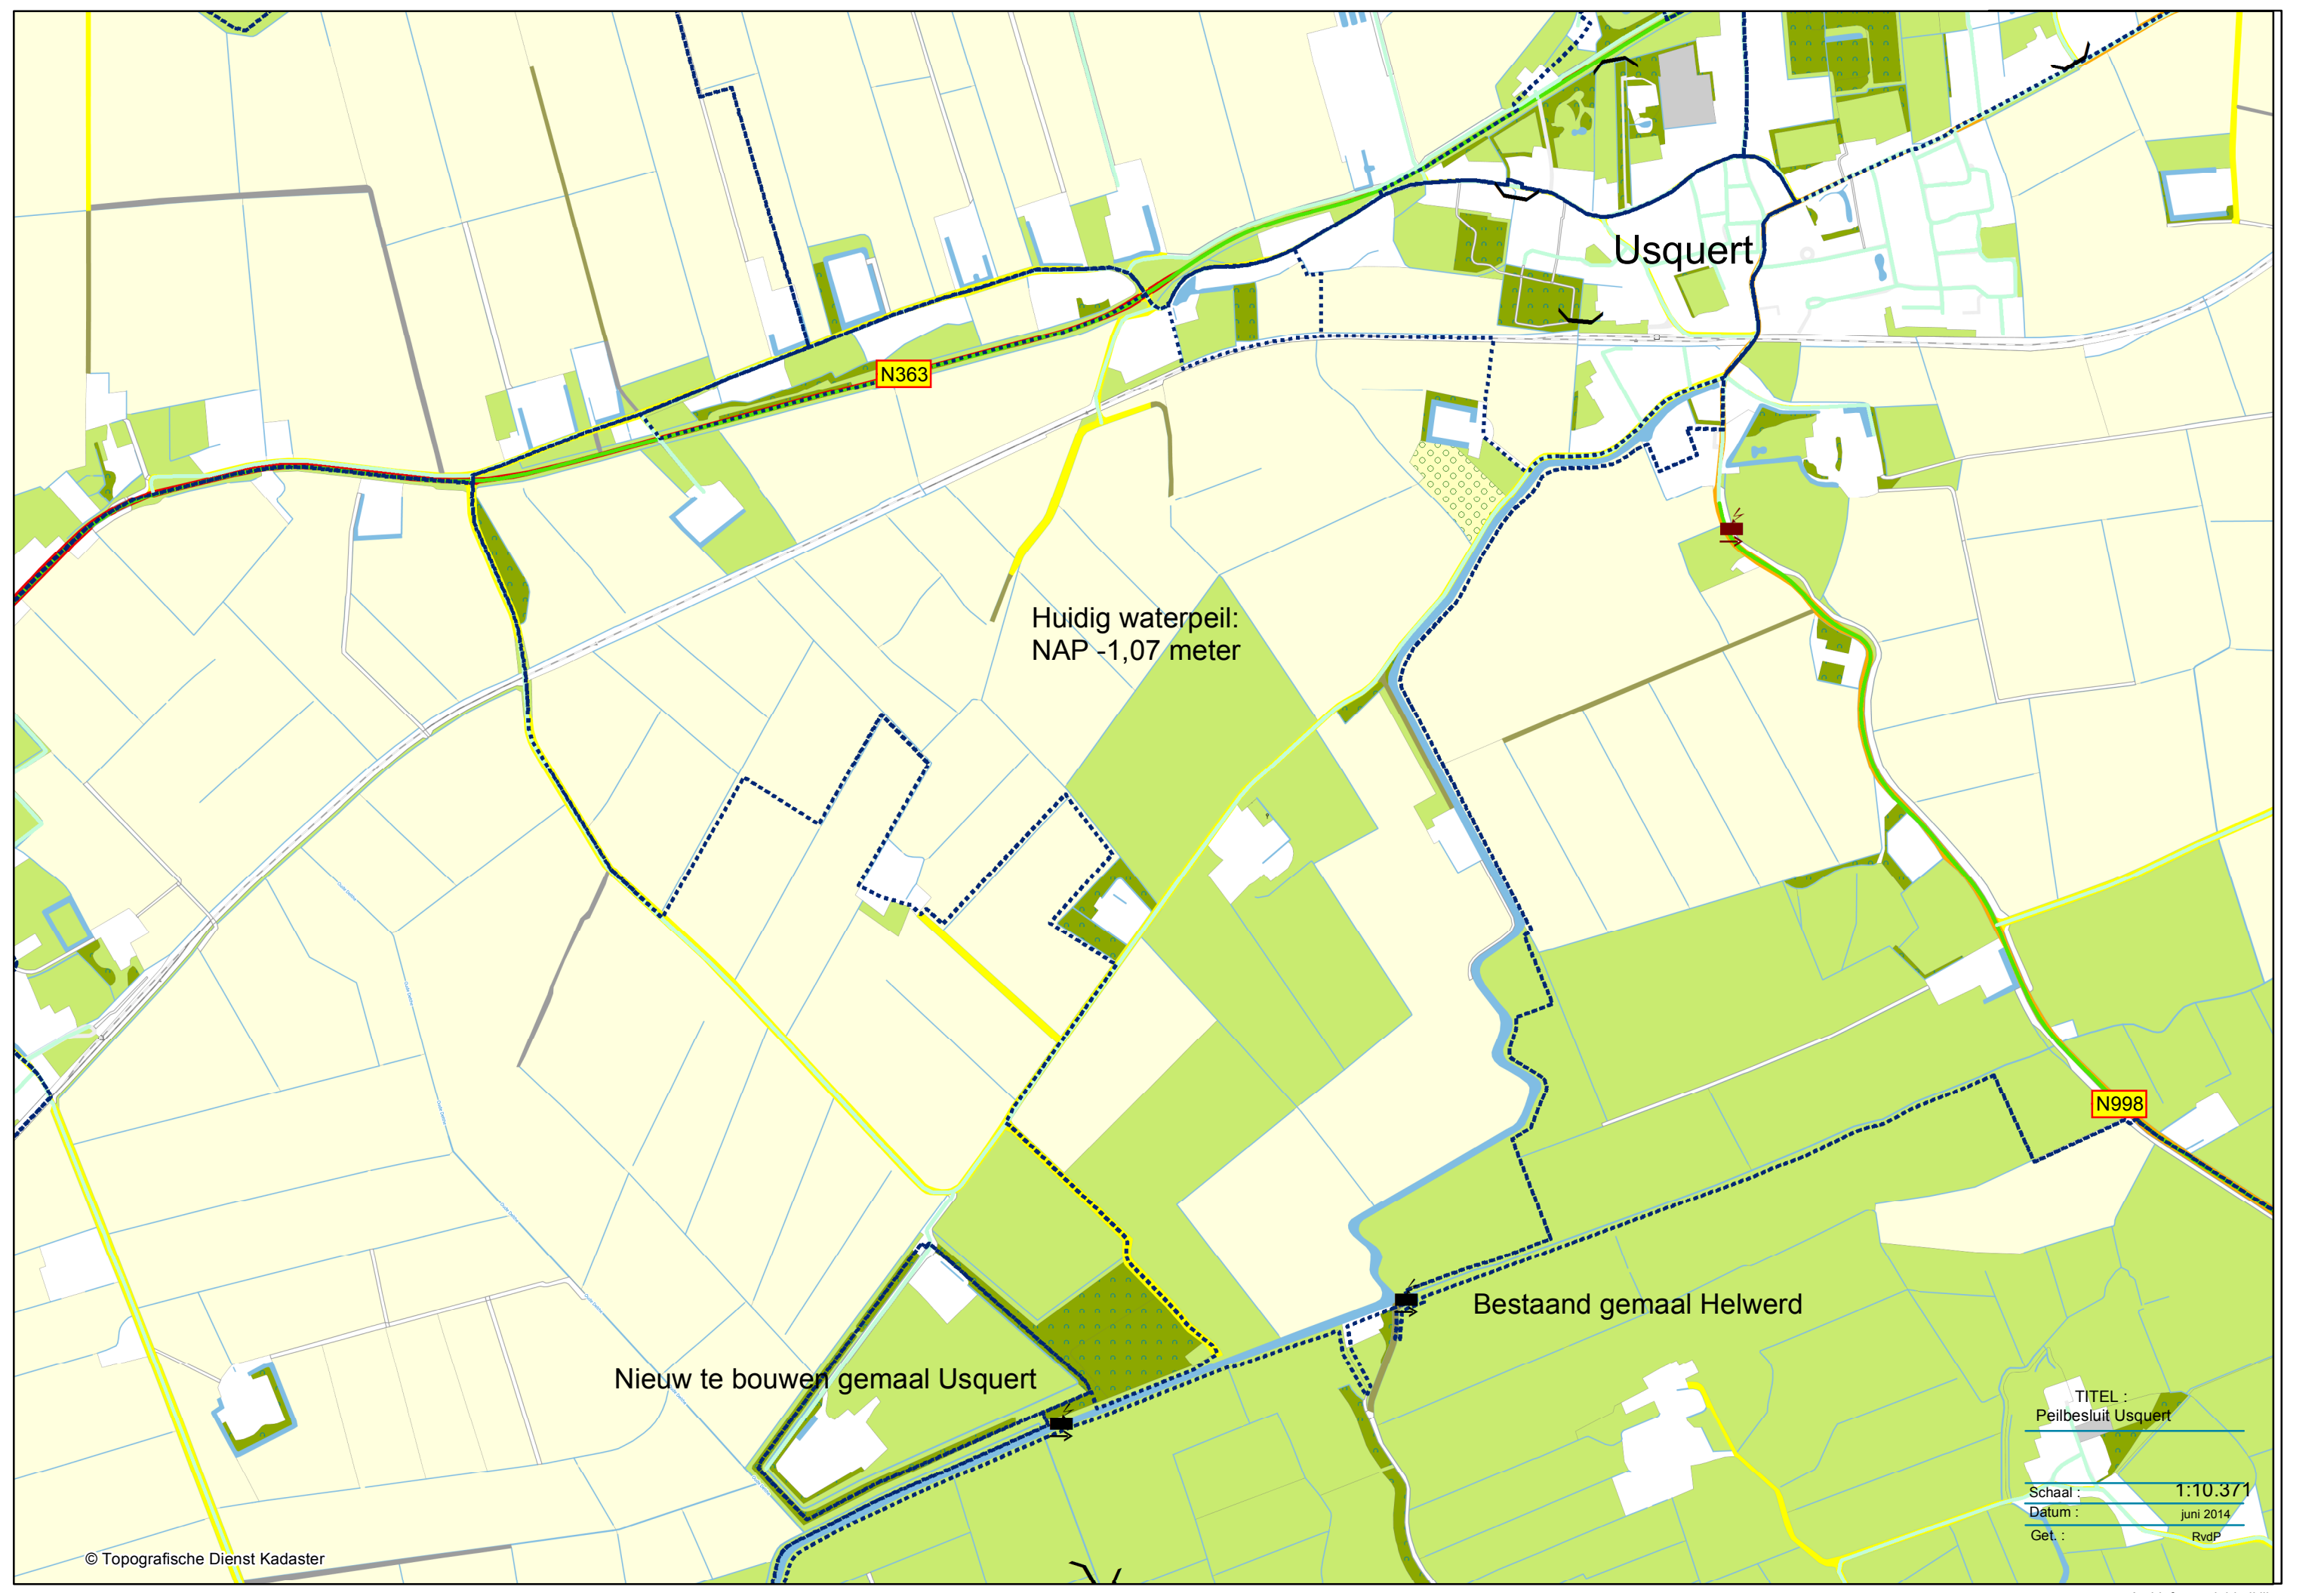 Usquert
N363
Huidig waterpeil:
NAP -1,07 meter
N998
Bestaand gemaal Helwerd
Nieuw te bouwen gemaal Usquert
TITEL :
Peilbesluit Usquert
Schaal : 1:10.371
Datum : juni 2014
Get. : RvdP
© Topografische Dienst Kadaster